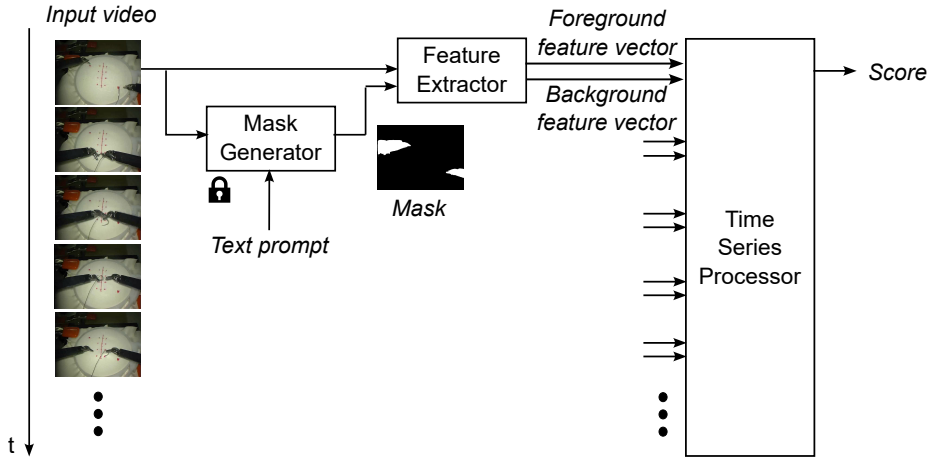 Input video
Foreground
feature vector
Feature
Extractor
Score
Background
feature vector
Mask
Generator
Mask
Text prompt
Time
Series
Processor
t